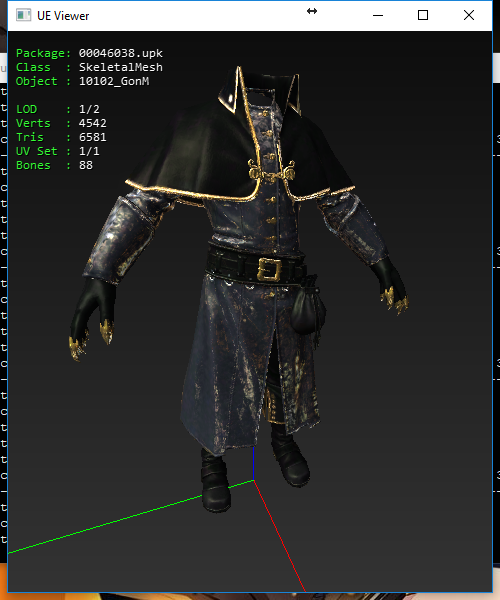 UE Viewer
Package: 00046038.upk
Class : SkeletalMesh
Object : 10102_GonM
LOD : 1/2
Verts : 4542
Tris : 6581
UV Set : 1/1
Bones : 88